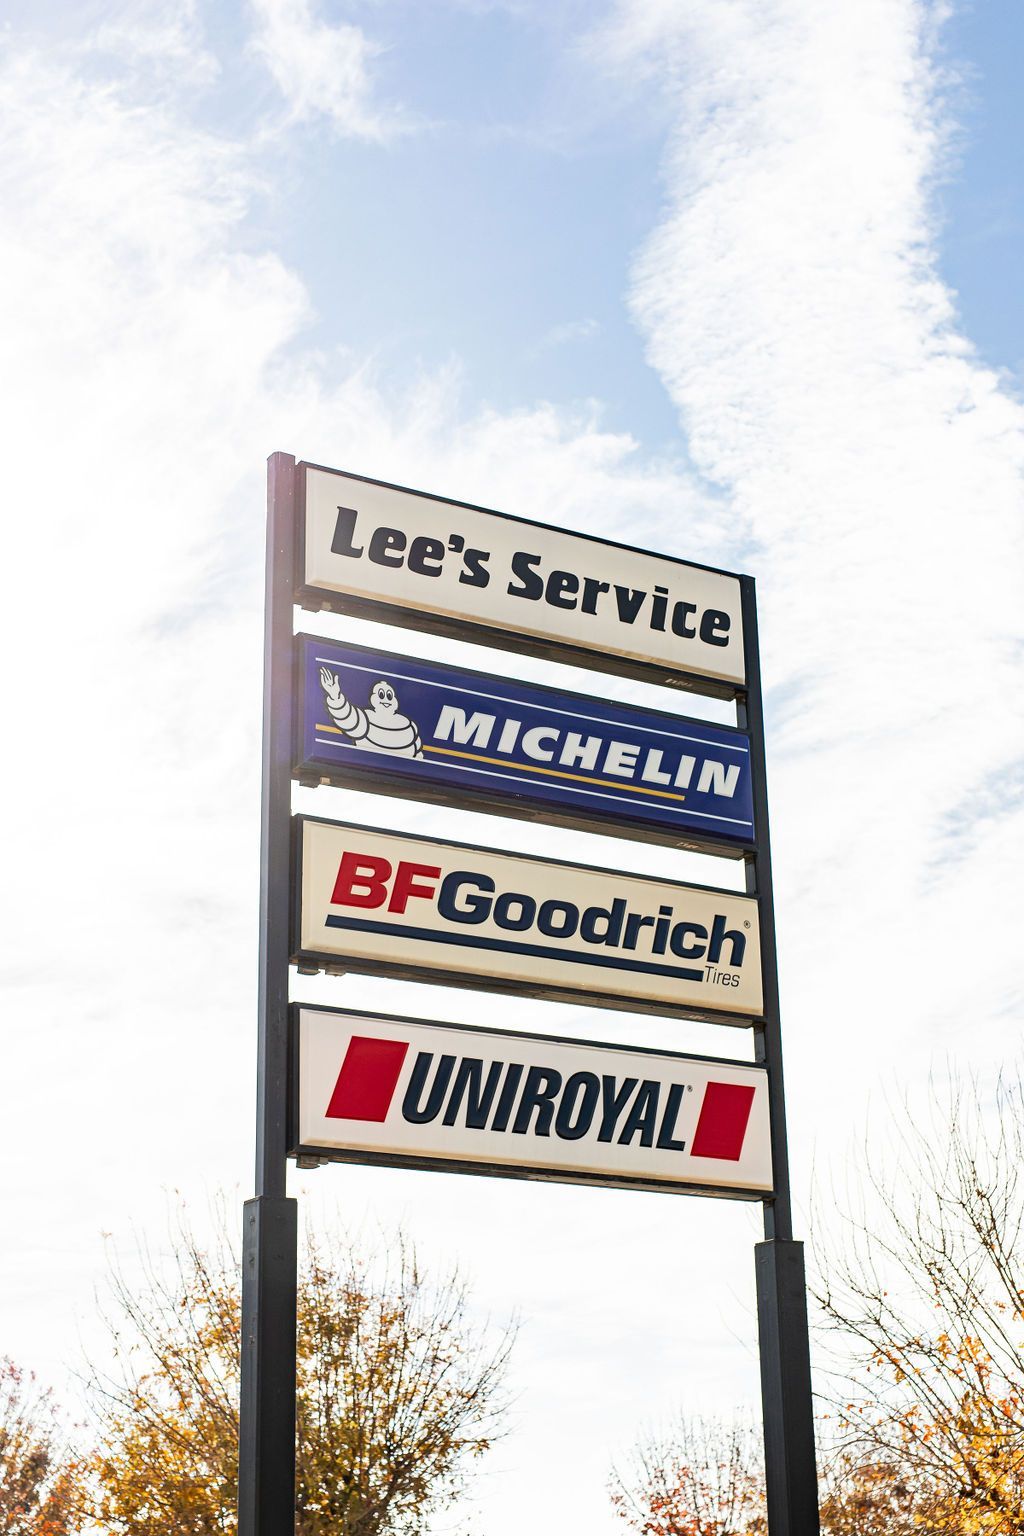 Lee's Service
MICHELIN
BFGoodrich®
Tires
UNIROYAL®